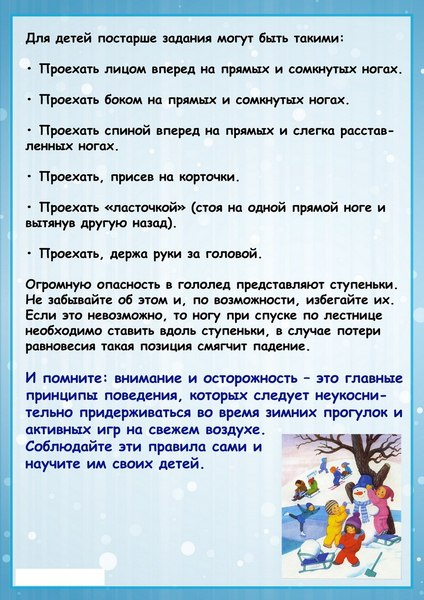 Для детей постарше задания могут быть такими:
• Проехать лицом вперед на прямых и сомкнутых ногах.
• Проехать боком на прямых и сомкнутых ногах.
• Проехать спиной вперед на прямых и слегка расстав-
ленных ногах.
• Проехать, присев на корточки.
• Проехать «ласточкой» (стоя на одной прямой ноге и
вытянув другую назад).
• Проехать, держа руки за головой.
Огромную опасность в гололед представляют ступеньки.
Не забывайте об этом и, по возможности, избегайте их.
Если это невозможно, то ногу при спуске по лестнице
необходимо ставить вдоль ступеньки, в случае потери
равновесия такая позиция смягчит падение.
И помните: внимание и осторожность – это главные
принципы поведения, которых следует неукосни-
тельно придерживаться во время зимних прогулок и
активных игр на свежем воздухе.
Соблюдайте эти правила сами и
научите им своих детей.